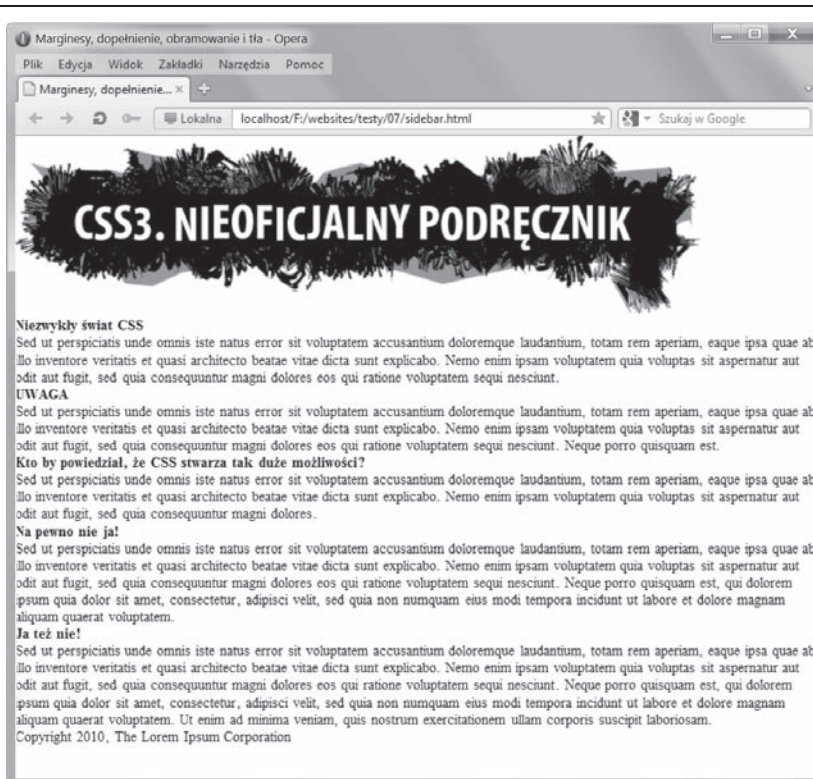 Marginesy, dopełnienie, obramowanie i tła - Opera
Plik Edycja Widok Zakładki Narzędzia Pomoc
Marginesy, dopełnienie...
Lokalna localhost/F:/websites/testy/07/sidebar.html Szukaj w Google
CSS3. NIEOFICJALNY PODRĘCZNIK
Niezwykły świat CSS
Sed ut perspiciatis unde omnis iste natus error sit voluptatem accusantium doloremque laudantium, totam rem aperiam, eaque ipsa quae ab
illo inventore veritatis et quasi architecto beatae vitae dicta sunt explicabo. Nemo enim ipsam voluptatem quia voluptas sit aspernatur aut
odit aut fugit, sed quia consequuntur magni dolores eos qui ratione voluptatem sequi nesciunt.
UWAGA
Sed ut perspiciatis unde omnis iste natus error sit voluptatem accusantium doloremque laudantium, totam rem aperiam, eaque ipsa quae ab
illo inventore veritatis et quasi architecto beatae vitae dicta sunt explicabo. Nemo enim ipsam voluptatem quia voluptas sit aspernatur aut
odit aut fugit, sed quia consequuntur magni dolores eos qui ratione voluptatem sequi nesciunt. Neque porro quisquam est.
Kto by powiedział, że CSS stwarza tak duże możliwości?
Sed ut perspiciatis unde omnis iste natus error sit voluptatem accusantium doloremque laudantium, totam rem aperiam, eaque ipsa quae ab
illo inventore veritatis et quasi architecto beatae vitae dicta sunt explicabo. Nemo enim ipsam voluptatem quia voluptas sit aspernatur aut
odit aut fugit, sed quia consequuntur magni dolores.
Na pewno nie ja!
Sed ut perspiciatis unde omnis iste natus error sit voluptatem accusantium doloremque laudantium, totam rem aperiam, eaque ipsa quae ab
illo inventore veritatis et quasi architecto beatae vitae dicta sunt explicabo. Nemo enim ipsam voluptatem quia voluptas sit aspernatur aut
odit aut fugit, sed quia consequuntur magni dolores eos qui ratione voluptatem sequi nesciunt. Neque porro quisquam est, qui dolorem
ipsum quia dolor sit amet, consectetur, adipisci velit, sed quia non numquam eius modi tempora incidunt ut labore et dolore magnam
aliquam quaerat voluptatem.
Ja też nie!
Sed ut perspiciatis unde omnis iste natus error sit voluptatem accusantium doloremque laudantium, totam rem aperiam, eaque ipsa quae ab
illo inventore veritatis et quasi architecto beatae vitae dicta sunt explicabo. Nemo enim ipsam voluptatem quia voluptas sit aspernatur aut
odit aut fugit, sed quia consequuntur magni dolores eos qui ratione voluptatem sequi nesciunt. Neque porro quisquam est, qui dolorem
ipsum quia dolor sit amet, consectetur, adipisci velit, sed quia non numquam eius modi tempora incidunt ut labore et dolore magnam
aliquam quaerat voluptatem. Ut enim ad minima veniam, quis nostrum exercitationem ullam corporis suscipit laboriosam.
Copyright 2010, The Lorem Ipsum Corporation